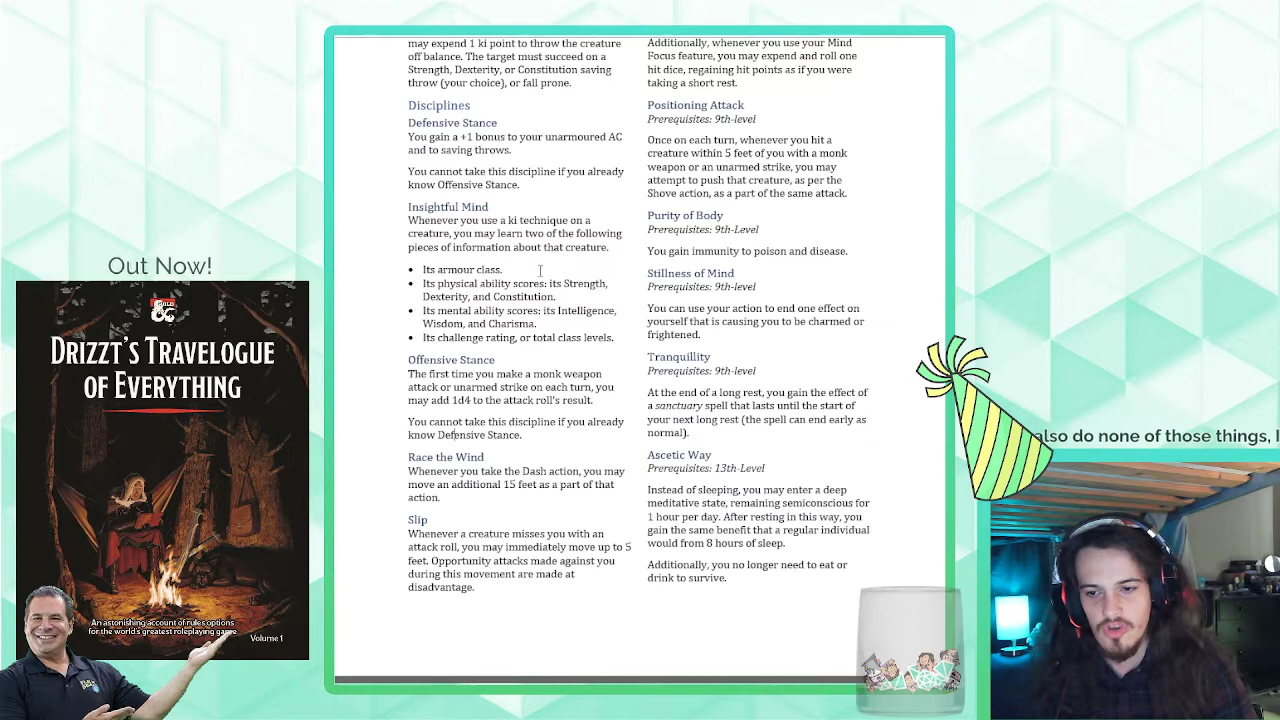 Out Now!
GUILD
DRIZZT'S TRAVELOGUE
OF EVERYTHING
An astonishing account of rules options
for the world's greatest roleplaying game
Volume 1
may expend 1 ki point to throw the creature
off balance. The target must succeed on a
Strength, Dexterity, or Constitution saving
throw (your choice), or fall prone.
Disciplines
Defensive Stance
You gain a +1 bonus to your unarmoured AC
and to saving throws.
You cannot take this discipline if you already
know Offensive Stance.
Insightful Mind
Whenever you use a ki technique on a
creature, you may learn two of the following
pieces of information about that creature.
• Its armour class.
• Its physical ability scores: its Strength,
Dexterity, and Constitution.
• Its mental ability scores: its Intelligence,
Wisdom, and Charisma.
• Its challenge rating, or total class levels.
Offensive Stance
The first time you make a monk weapon
attack or unarmed strike on each turn, you
may add 1d4 to the attack roll's result.
You cannot take this discipline if you already
know Defensive Stance.
Race the Wind
Whenever you take the Dash action, you may
move an additional 15 feet as a part of that
action.
Slip
Whenever a creature misses you with an
attack roll, you may immediately move up to 5
feet. Opportunity attacks made against you
during this movement are made at
disadvantage.
Additionally, whenever you use your Mind
Focus feature, you may expend and roll one
hit dice, regaining hit points as if you were
taking a short rest.
Positioning Attack
Prerequisites: 9th-level
Once on each turn, whenever you hit a
creature within 5 feet of you with a monk
weapon or an unarmed strike, you may
attempt to push that creature, as per the
Shove action, as a part of the same attack.
Purity of Body
Prerequisites: 9th-Level
You gain immunity to poison and disease.
Stillness of Mind
Prerequisites: 9th-level
You can use your action to end one effect on
yourself that is causing you to be charmed or
frightened.
Tranquillity
Prerequisites: 9th-level
At the end of a long rest, you gain the effect of
a sanctuary spell that lasts until the start of
your next long rest (the spell can end early as
normal).
Ascetic Way
Prerequisites: 13th-Level
Instead of sleeping, you may enter a deep
meditative state, remaining semiconscious for
1 hour per day. After resting in this way, you
gain the same benefit that a regular individual
would from 8 hours of sleep.
Additionally, you no longer need to eat or
drink to survive.
also do none of those things, I